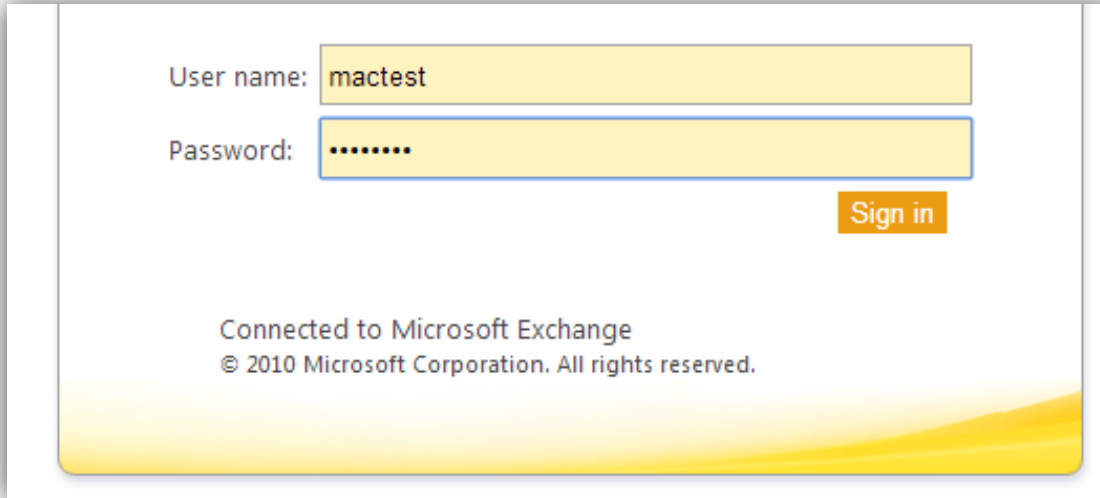 User name: mactest
Password: ••••••••
Sign in
Connected to Microsoft Exchange
© 2010 Microsoft Corporation. All rights reserved.